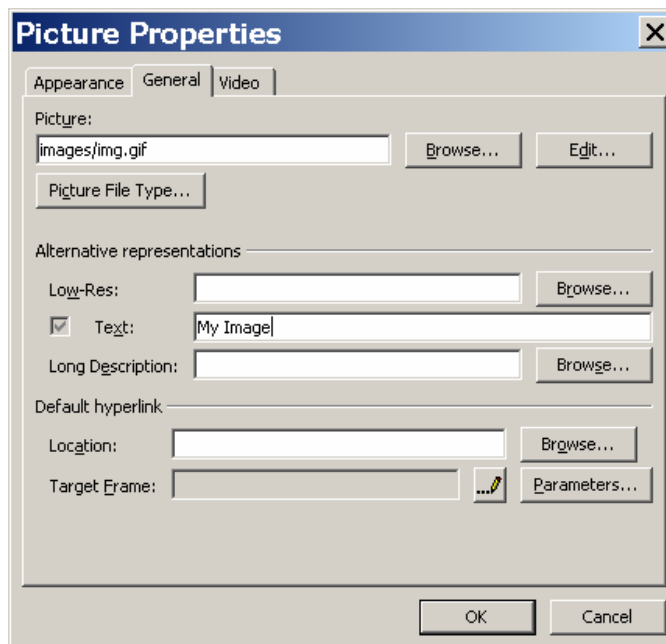 Picture Properties
Appearance General Video
Picture:
images/img.gif Browse... Edit...
Picture File Type...
Alternative representations
Low-Res: Browse...
Text: My Image
Long Description: Browse...
Default hyperlink
Location: Browse...
Target Frame: ... Parameters...
OK Cancel